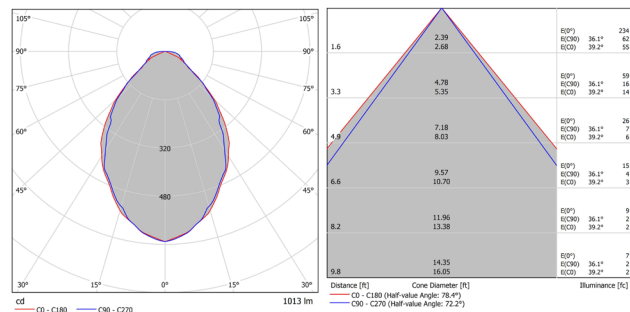 105° 105°
90° 90°
75° 75°
60° 60°
45° 45°
320
480
30° 15° 0° 15° 30°
cd 1013 lm
C0 - C180 C90 - C270
1.6 2.39 E(0°) 234
2.68 E(C90) 36.1° 62
E(C0) 39.2° 55
3.3 4.78 E(0°) 59
5.35 E(C90) 36.1° 16
E(C0) 39.2° 14
4.9 7.18 E(0°) 26
8.03 E(C90) 36.1° 7
E(C0) 39.2° 6
6.6 9.57 E(0°) 15
10.70 E(C90) 36.1° 4
E(C0) 39.2° 3
8.2 11.96 E(0°) 9
13.38 E(C90) 36.1° 2
E(C0) 39.2° 2
9.8 14.35 E(0°) 7
16.05 E(C90) 36.1° 2
E(C0) 39.2° 2
Distance [ft] Cone Diameter [ft] Illuminance [fc]
C0 - C180 (Half-value Angle: 78.4°)
C90 - C270 (Half-value Angle: 72.2°)